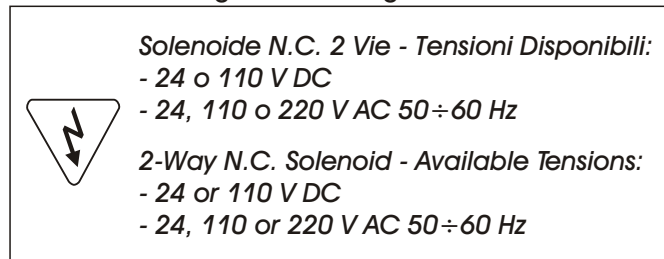 Solenoide N.C. 2 Vie - Tensioni Disponibili:
- 24 o 110 V DC
- 24, 110 o 220 V AC 50÷60 Hz
2-Way N.C. Solenoid - Available Tensions:
- 24 or 110 V DC
- 24, 110 or 220 V AC 50÷60 Hz